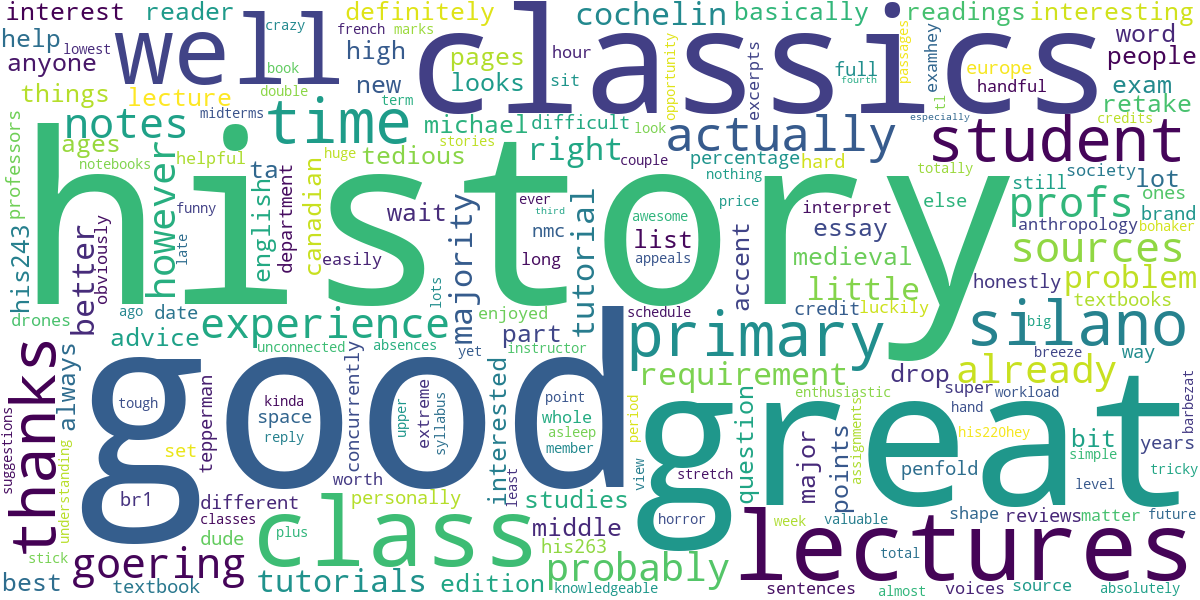 interest
reader
crazy
french
marks
definitely
cochelin
basically
readings
interesting
help
lowest
well
classics
high
pages
hour
excerpts
full
passages
word
anyone
book
looks
sit
opportunity
fourth
examhey
europe
people
things
lecture
double
new
term
handful
exam
midterms
tl
retake
especially
credits
professors
notes
time
michael
difficult
look
actually
student
ages
helpful
huge
stories
right
couple
percentage
hard
totally
society
lot
notebooks
tedious
nothing
still
ta
canadian
history
however
english
department
ever
awesome
price
interpret
else
profs
ones
brand
funny
wait
third
nmc
list
essay
anthropology
bohaker
his243
obviously
better
late
easily
majority
long
tutorial
appeals
accent
medieval
sources
honestly
problem
little
textbooks
drones
ago
date
lots
enjoyed
schedule
credit
luckily
advice
experience
part
primary
silano
big
unconnected
absences
yet
instructor
breeze
way
thanks
always
good
great
requirement
drop
already
tough
tepperman
kinda
space
reply
concurrently
upper
extreme
syllabus
interested
point
whole
asleep
member
period
enthusiastic
super
hand
workload
barbezat
suggestions
understanding
set
question
major
points
assignments
his220hey
bit
years
simple
tricky
view
stretch
penfold
level
br1
worth
least
different
personally
studies
horror
week
valuable
shape
reviews
matter
future
classes
dude
plus
class
middle
his263
lectures
total
stick
goering
probably
best
textbook
tutorials
edition
knowledgeable
sentences
almost
voices
source
absolutely